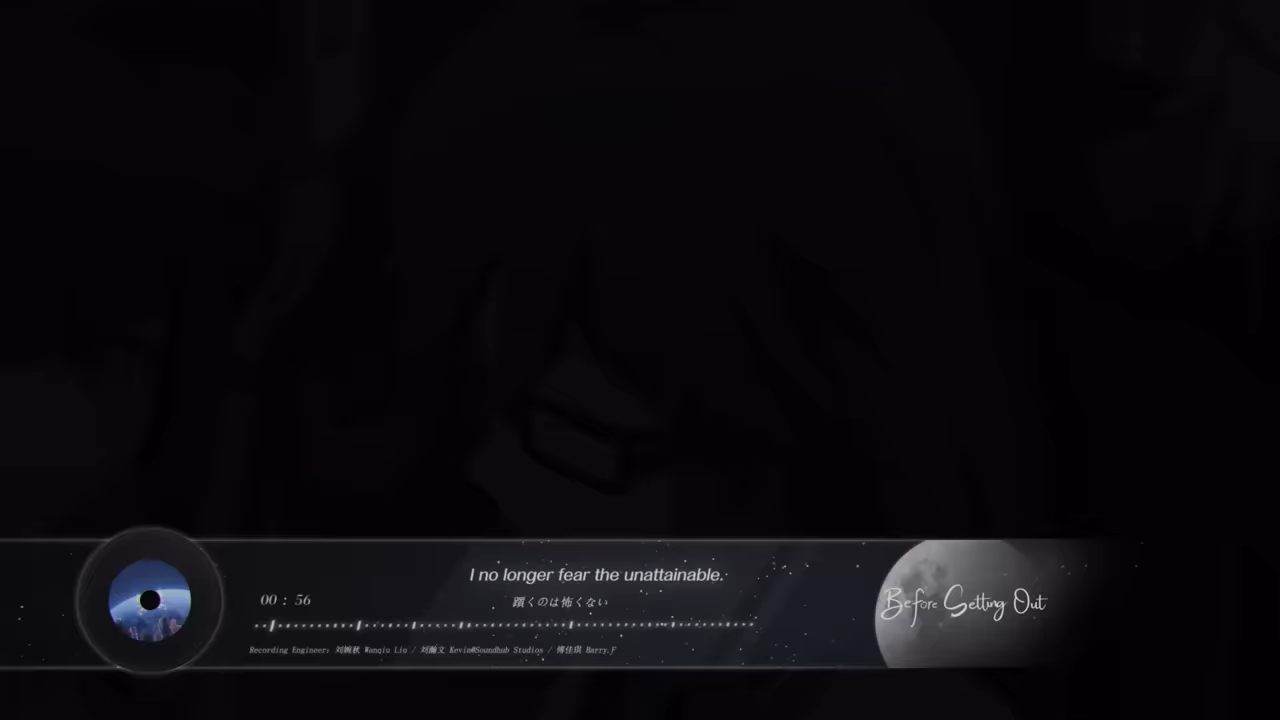 I no longer fear the unattainable.
00 : 56
躓くのは怖くない
Before Setting Out
Recording Engineer: 刘婉秋 Wanqiu Liu / 刘瀚文 Kevin@Soundhub Studios / 傅佳琪 Barry.F